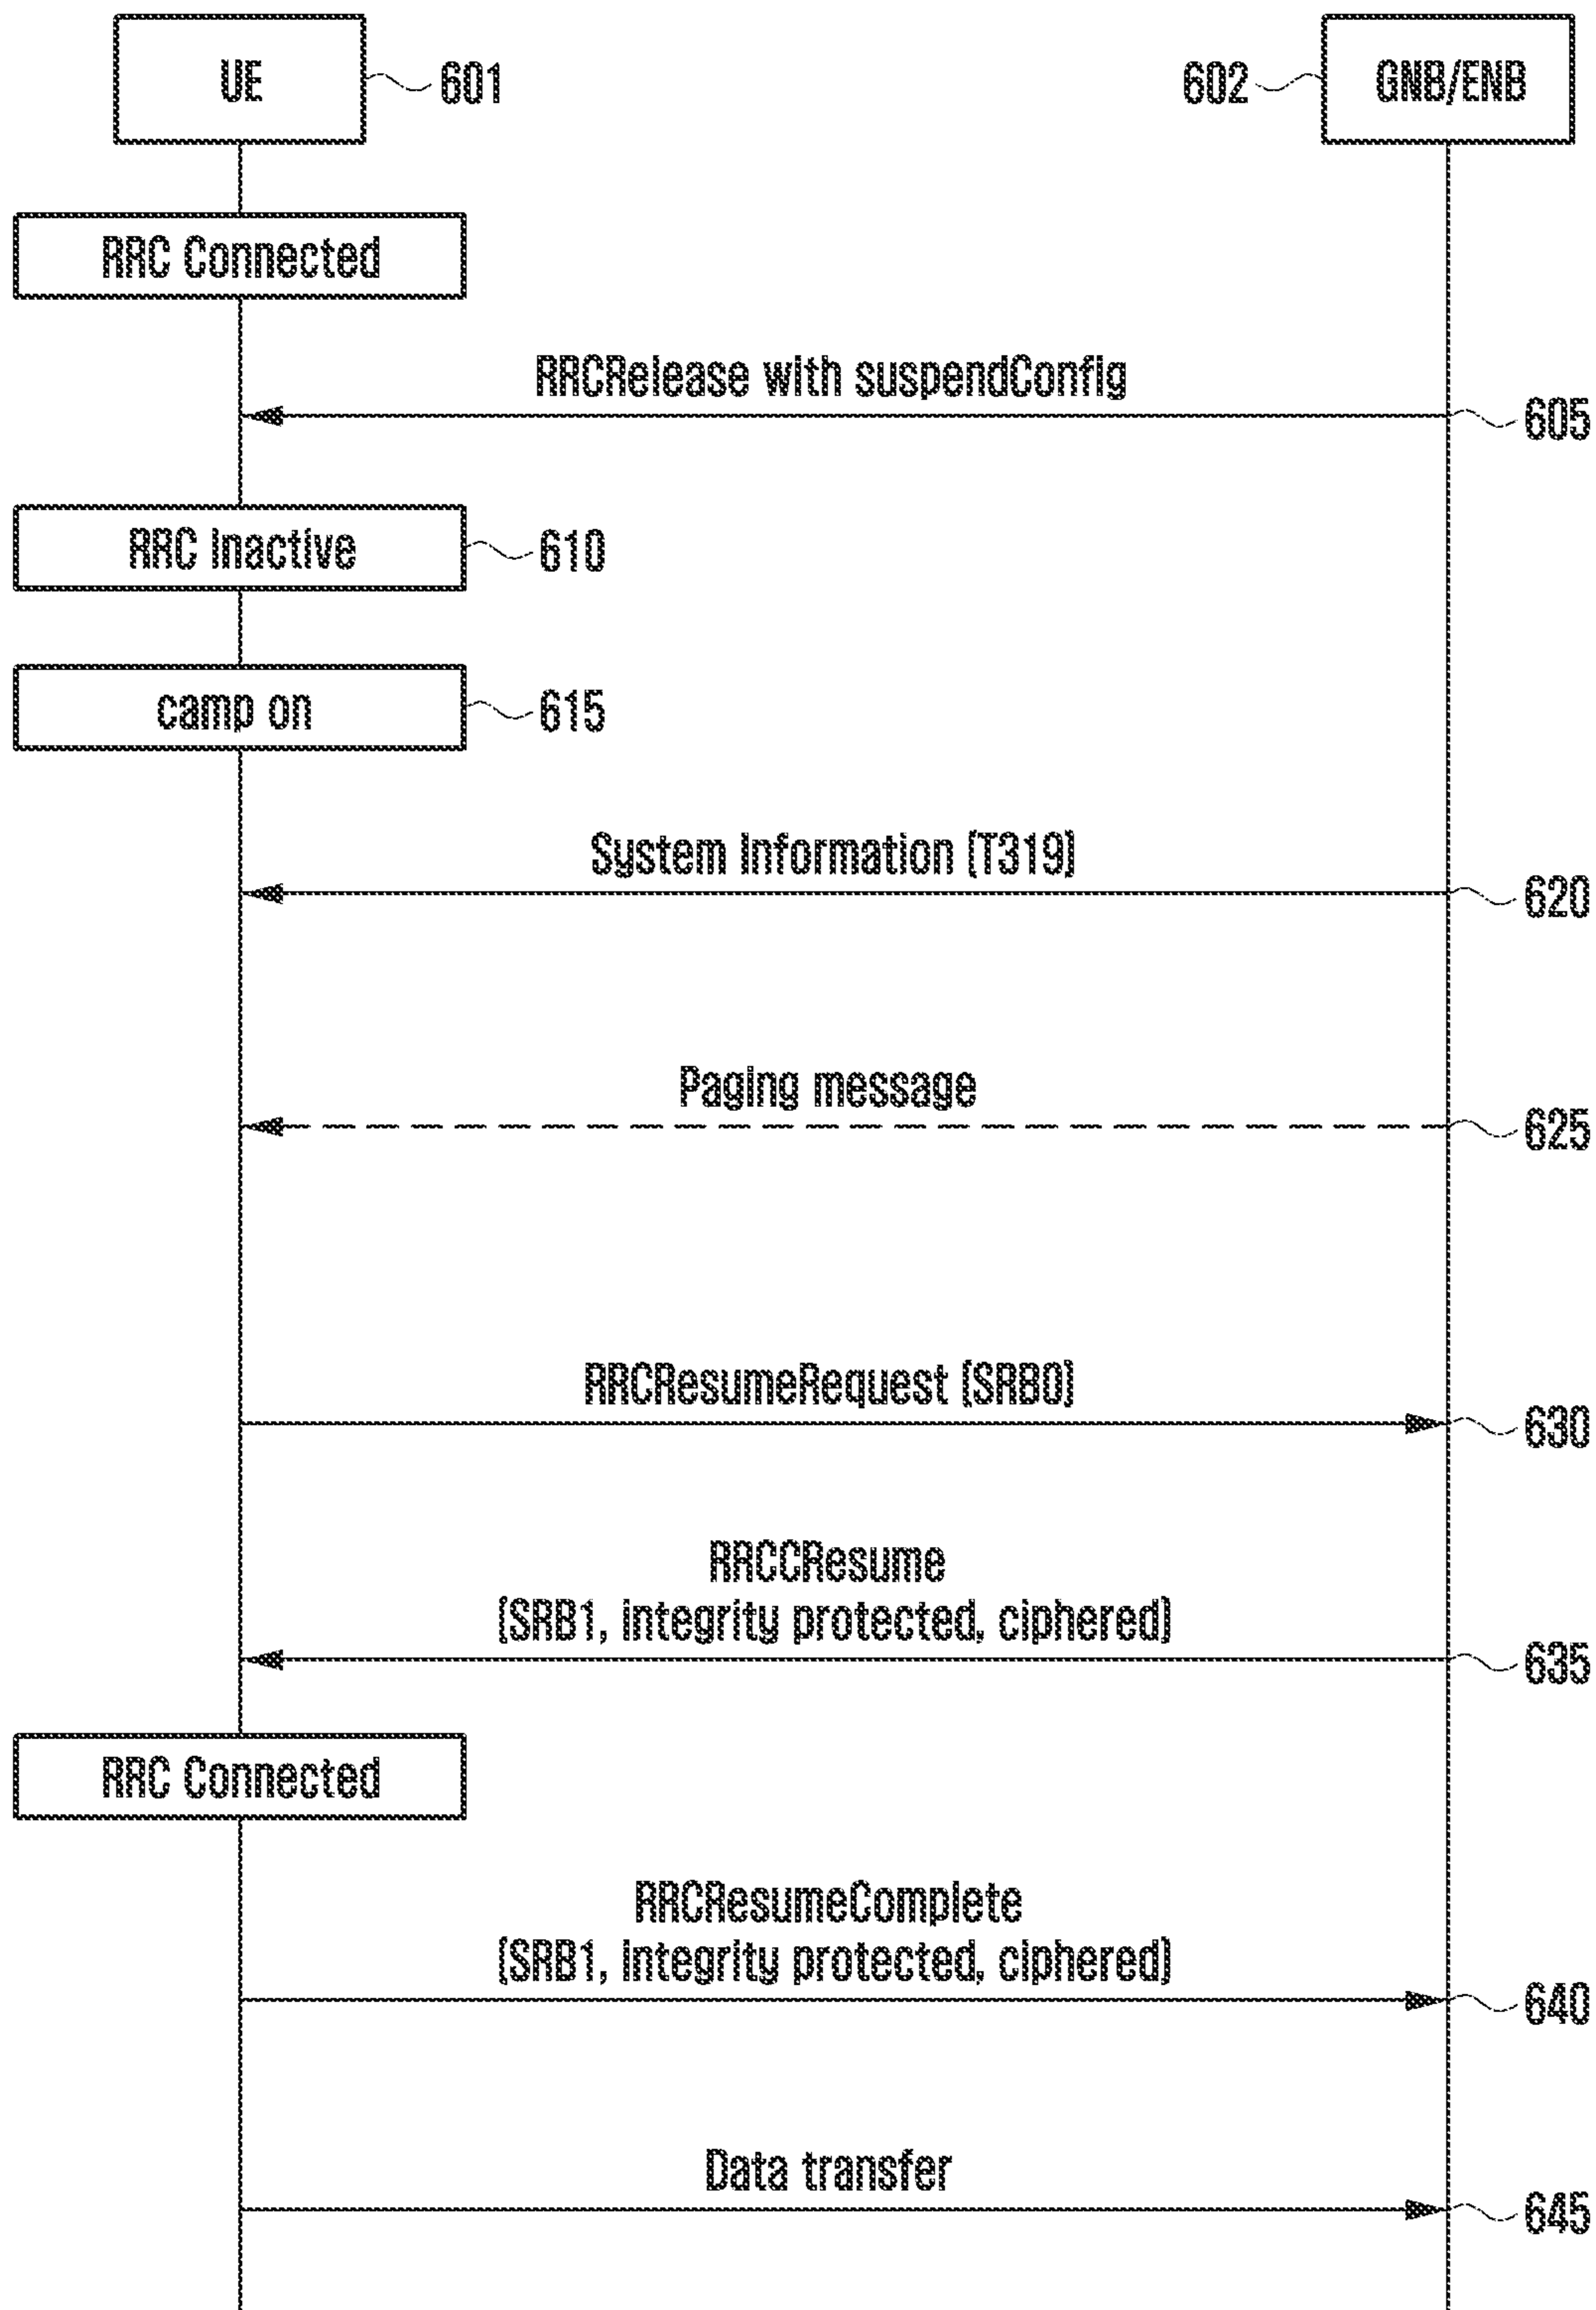 UE
601
602
GNB/ENB
RRC Connected
RRCRelease with suspendConfig
605
RRC Inactive
610
camp on
615
System Information (T319)
620
Paging message
625
RRCResumeRequest (SRB0)
630
RRCCResume
(SRB1, integrity protected, ciphered)
635
RRC Connected
RRCResumeComplete
(SRB1, integrity protected, ciphered)
640
Data transfer
645